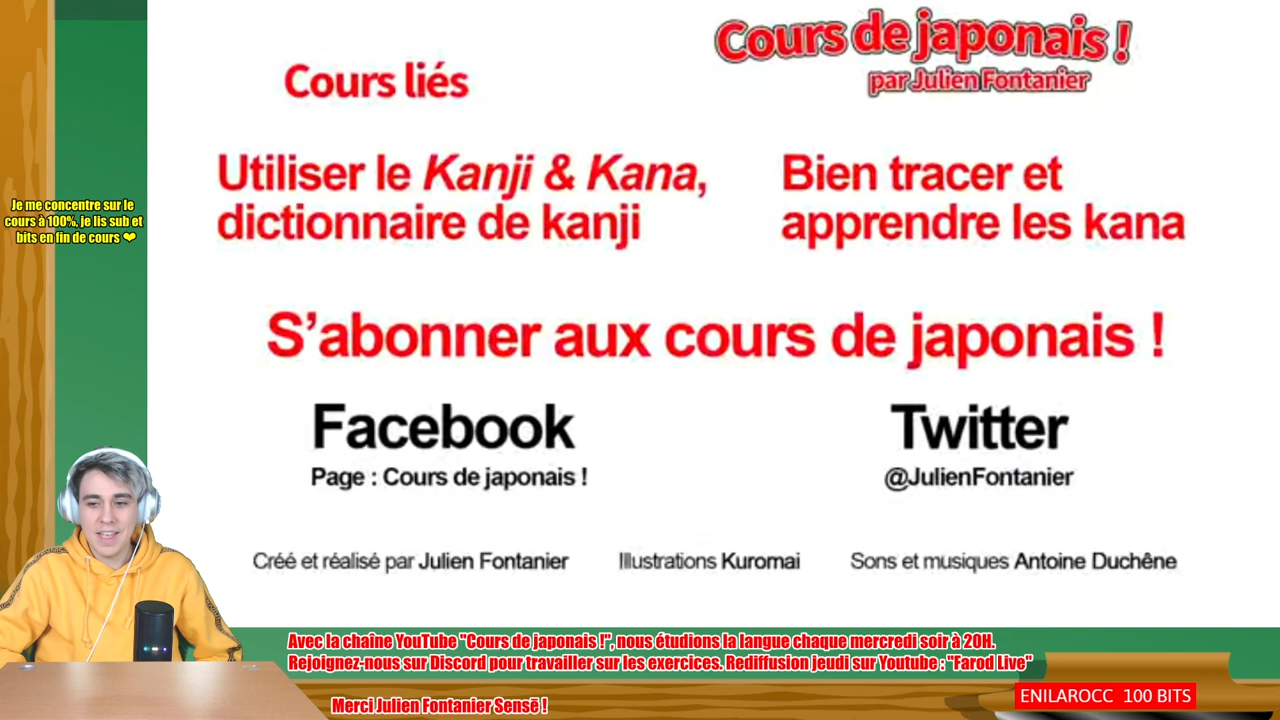 Cours de japonais !
par Julien Fontanier
Cours liés
Utiliser le Kanji & Kana,
dictionnaire de kanji
Bien tracer et
apprendre les kana
Je me concentre sur le
cours à 100%, je lis sub et
bits en fin de cours ❤
S'abonner aux cours de japonais !
Facebook
Page : Cours de japonais !
Twitter
@JulienFontanier
Créé et réalisé par Julien Fontanier
Illustrations Kuromai
Sons et musiques Antoine Duchêne
Avec la chaîne YouTube "Cours de japonais !", nous étudions la langue chaque mercredi soir à 20H.
Rejoignez-nous sur Discord pour travailler sur les exercices. Rediffusion jeudi sur Youtube : "Farod Live"
Merci Julien Fontanier Sensē !
ENILAROCC 100 BITS